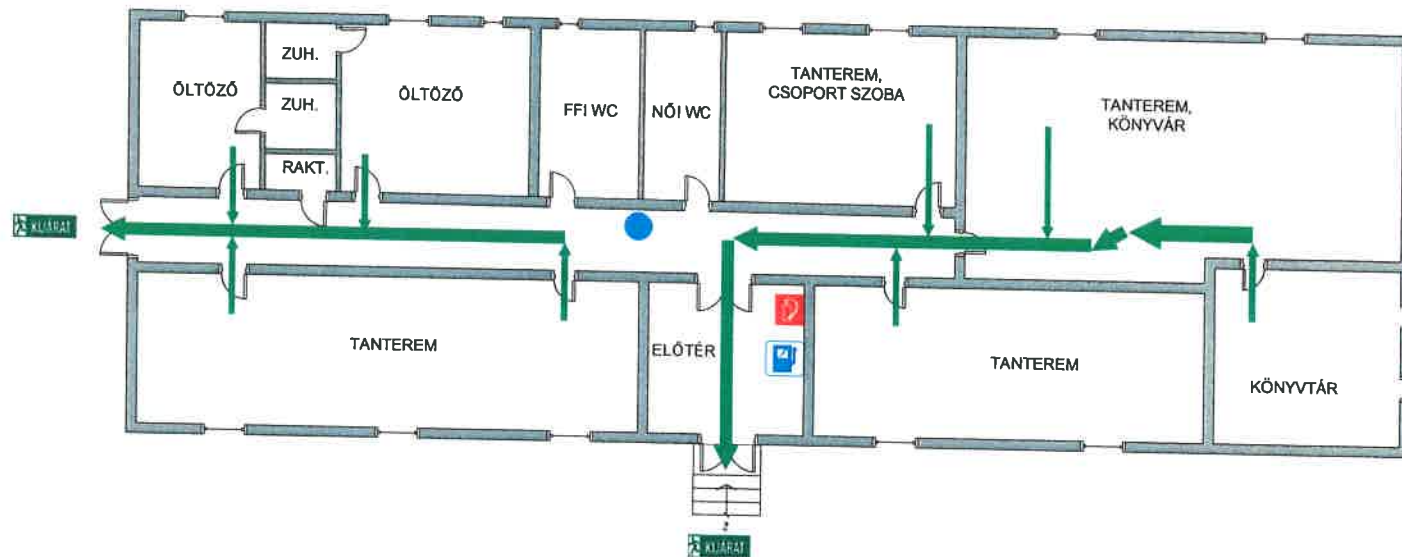 ZUH.
ÖLTÖZŐ
ZUH.
ÖLTÖZŐ
RAKT.
FFI WC
NŐI WC
TANTEREM,
CSOPORT SZOBA
TANTEREM,
KÖNYVÁR
KIJÁRAT
TANTEREM
ELŐTÉR
TANTEREM
KÖNYVTÁR
KIJÁRAT